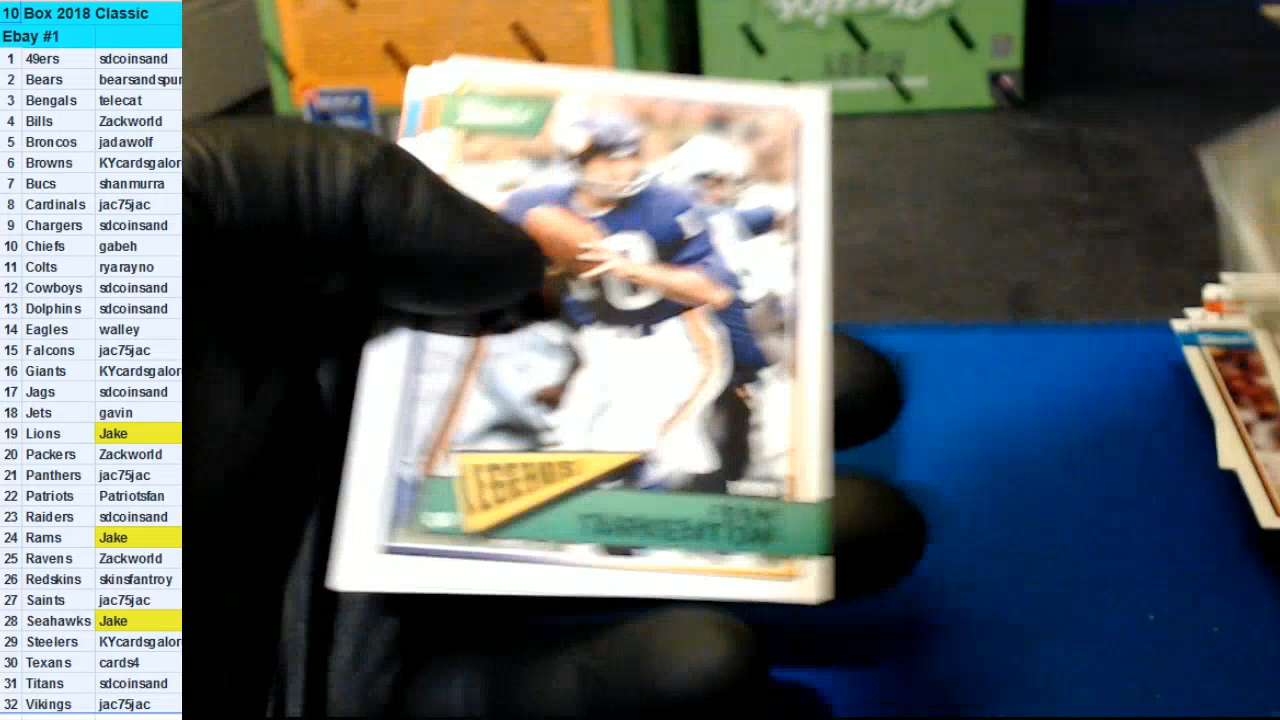 10 Box 2018 Classic
Ebay #1
1 49ers sdcoinsand
2 Bears bearsandspur
3 Bengals telecat
4 Bills Zackworld
5 Broncos jadawolf
6 Browns KYcardsgalor
7 Bucs shanmurra
8 Cardinals jac75jac
9 Chargers sdcoinsand
10 Chiefs gabeh
11 Colts ryarayno
12 Cowboys sdcoinsand
13 Dolphins sdcoinsand
14 Eagles walley
15 Falcons jac75jac
16 Giants KYcardsgalor
17 Jags sdcoinsand
18 Jets gavin
19 Lions Jake
20 Packers Zackworld
21 Panthers jac75jac
22 Patriots Patriotsfan
23 Raiders sdcoinsand
24 Rams Jake
25 Ravens Zackworld
26 Redskins skinsfantroy
27 Saints jac75jac
28 Seahawks Jake
29 Steelers KYcardsgalor
30 Texans cards4
31 Titans sdcoinsand
32 Vikings jac75jac
LEGENDS